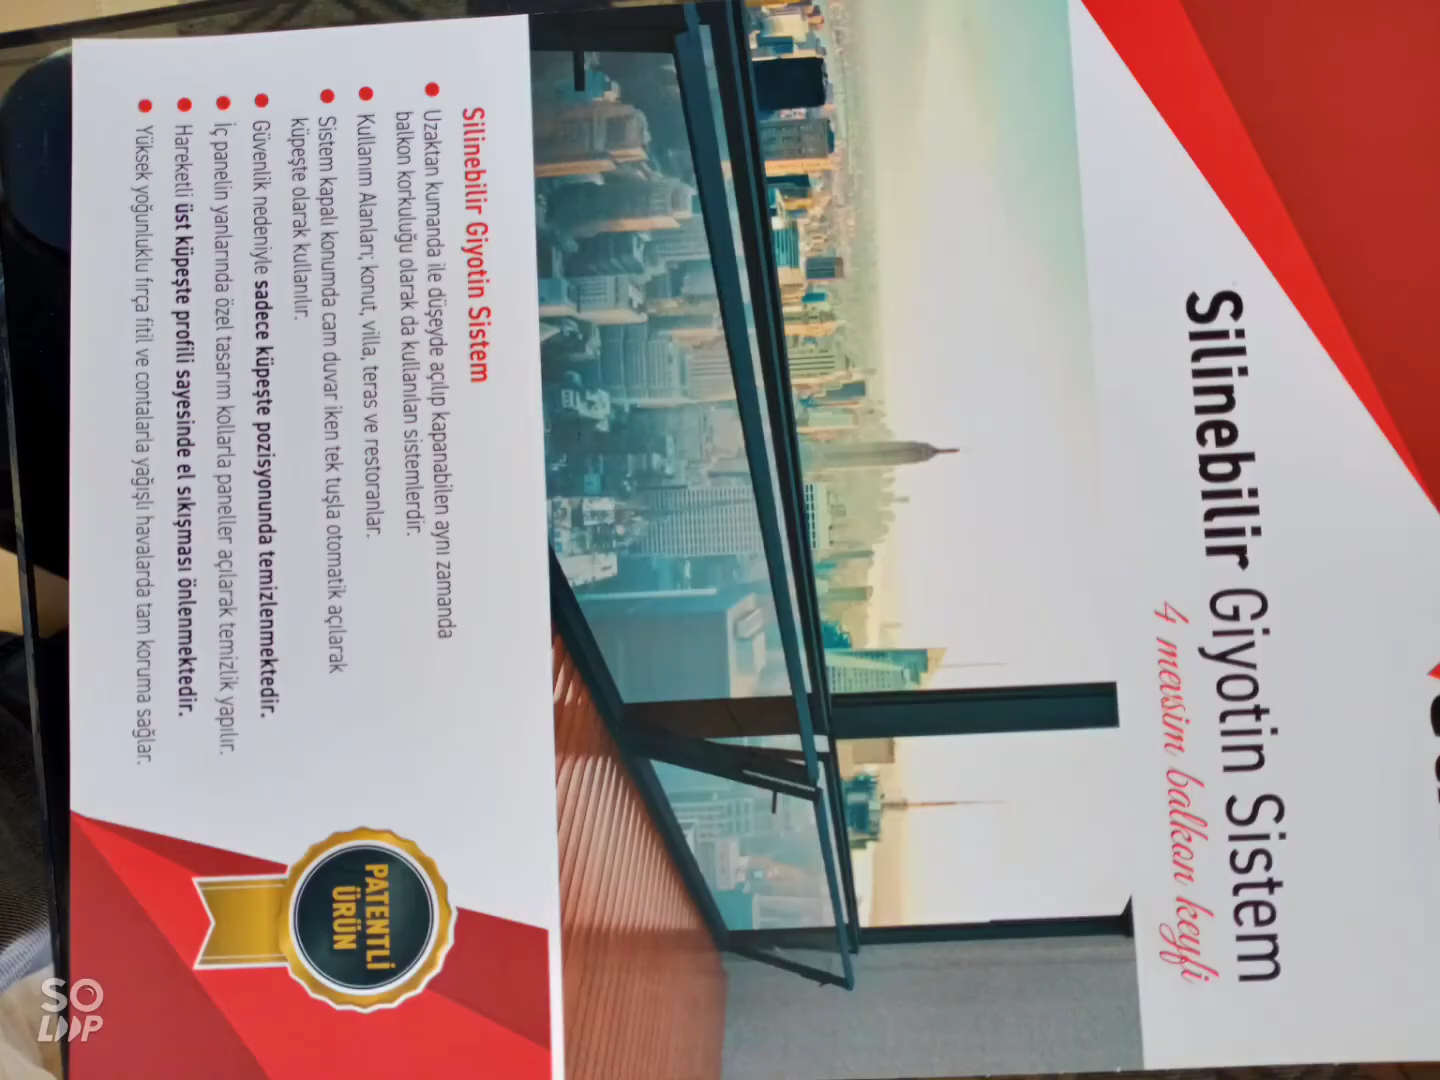 Silinebilir Giyotin Sistem
4 mevsim balkon keyfi
Silinebilir Giyotin Sistem
Uzaktan kumanda ile düşeyde açılıp kapanabilen aynı zamanda
balkon korkuluğu olarak da kullanılan sistemlerdir.
Kullanım Alanları; konut, villa, teras ve restoranlar.
Sistem kapalı konumda cam duvar iken tek tuşla otomatik açılarak
küpeşte olarak kullanılır.
Güvenlik nedeniyle sadece küpeşte pozisyonunda temizlenmektedir.
İç panelin yanlarında özel tasarım kollarla paneller açılarak temizlik yapılır.
Hareketli üst küpeşte profili sayesinde el sıkışması önlenmektedir.
Yüksek yoğunluklu fırça fitil ve contalarla yağışlı havalarda tam koruma sağlar.
PATENTLİ
ÜRÜN
SO
LOOP